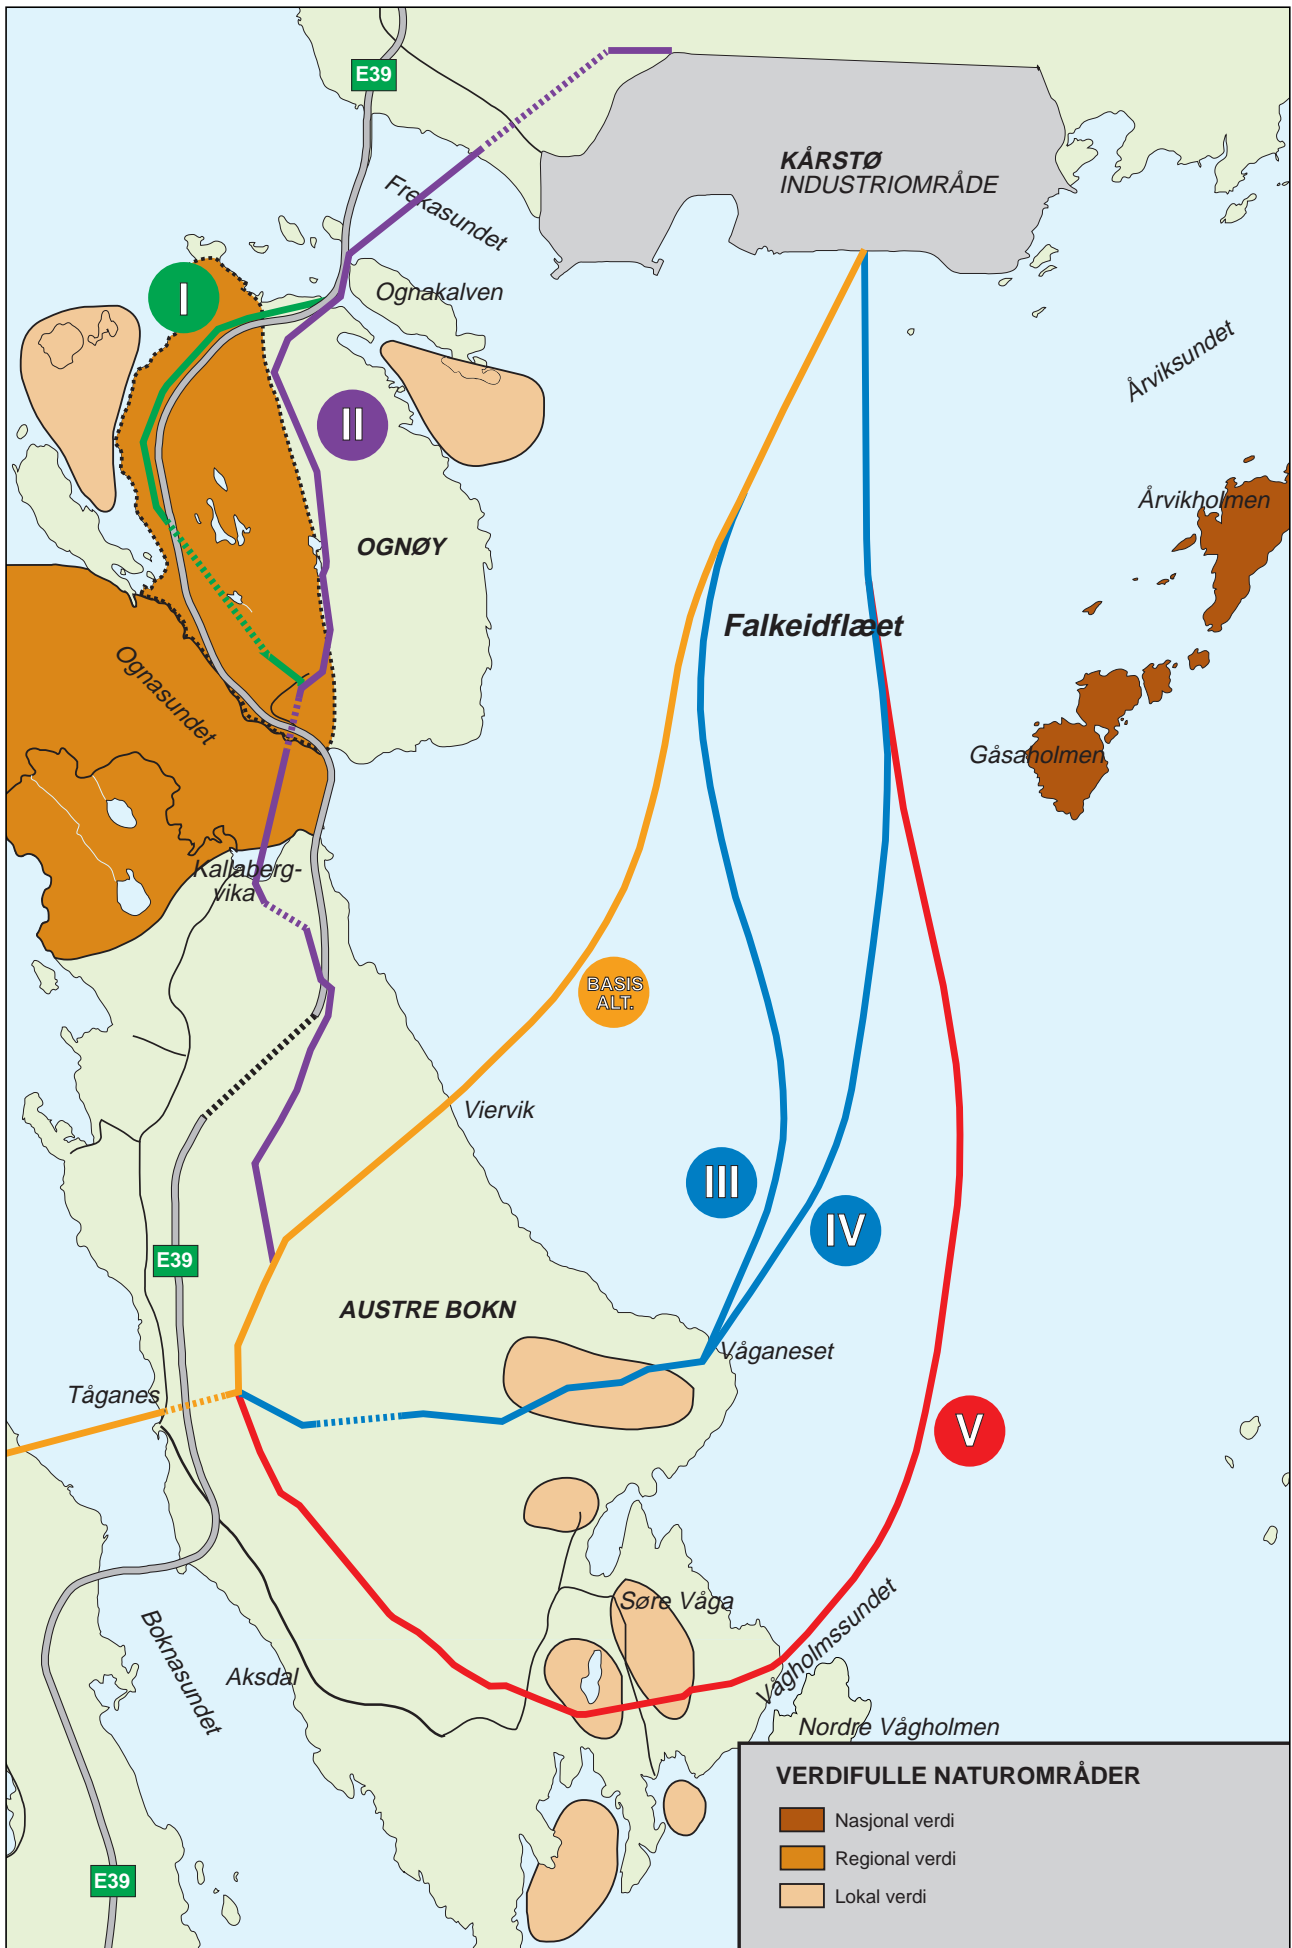 E39
KÅRSTØ
INDUSTRIOMRÅDE
Frekasundet
I
Ognakalven
Årviksundet
II
Årvikholmen
OGNØY
Falkeidflæet
Ognasundet
Gåsaholmen
Kallaberg-
vika
BASIS
ALT.
Viervik
III
IV
E39
AUSTRE BOKN
Våganeset
Tåganes
V
Søre Våga
Boknasundet
Aksdal
Vågholmssundet
Nordre Vågholmen
VERDIFULLE NATUROMRÅDER
Nasjonal verdi
Regional verdi
Lokal verdi
E39